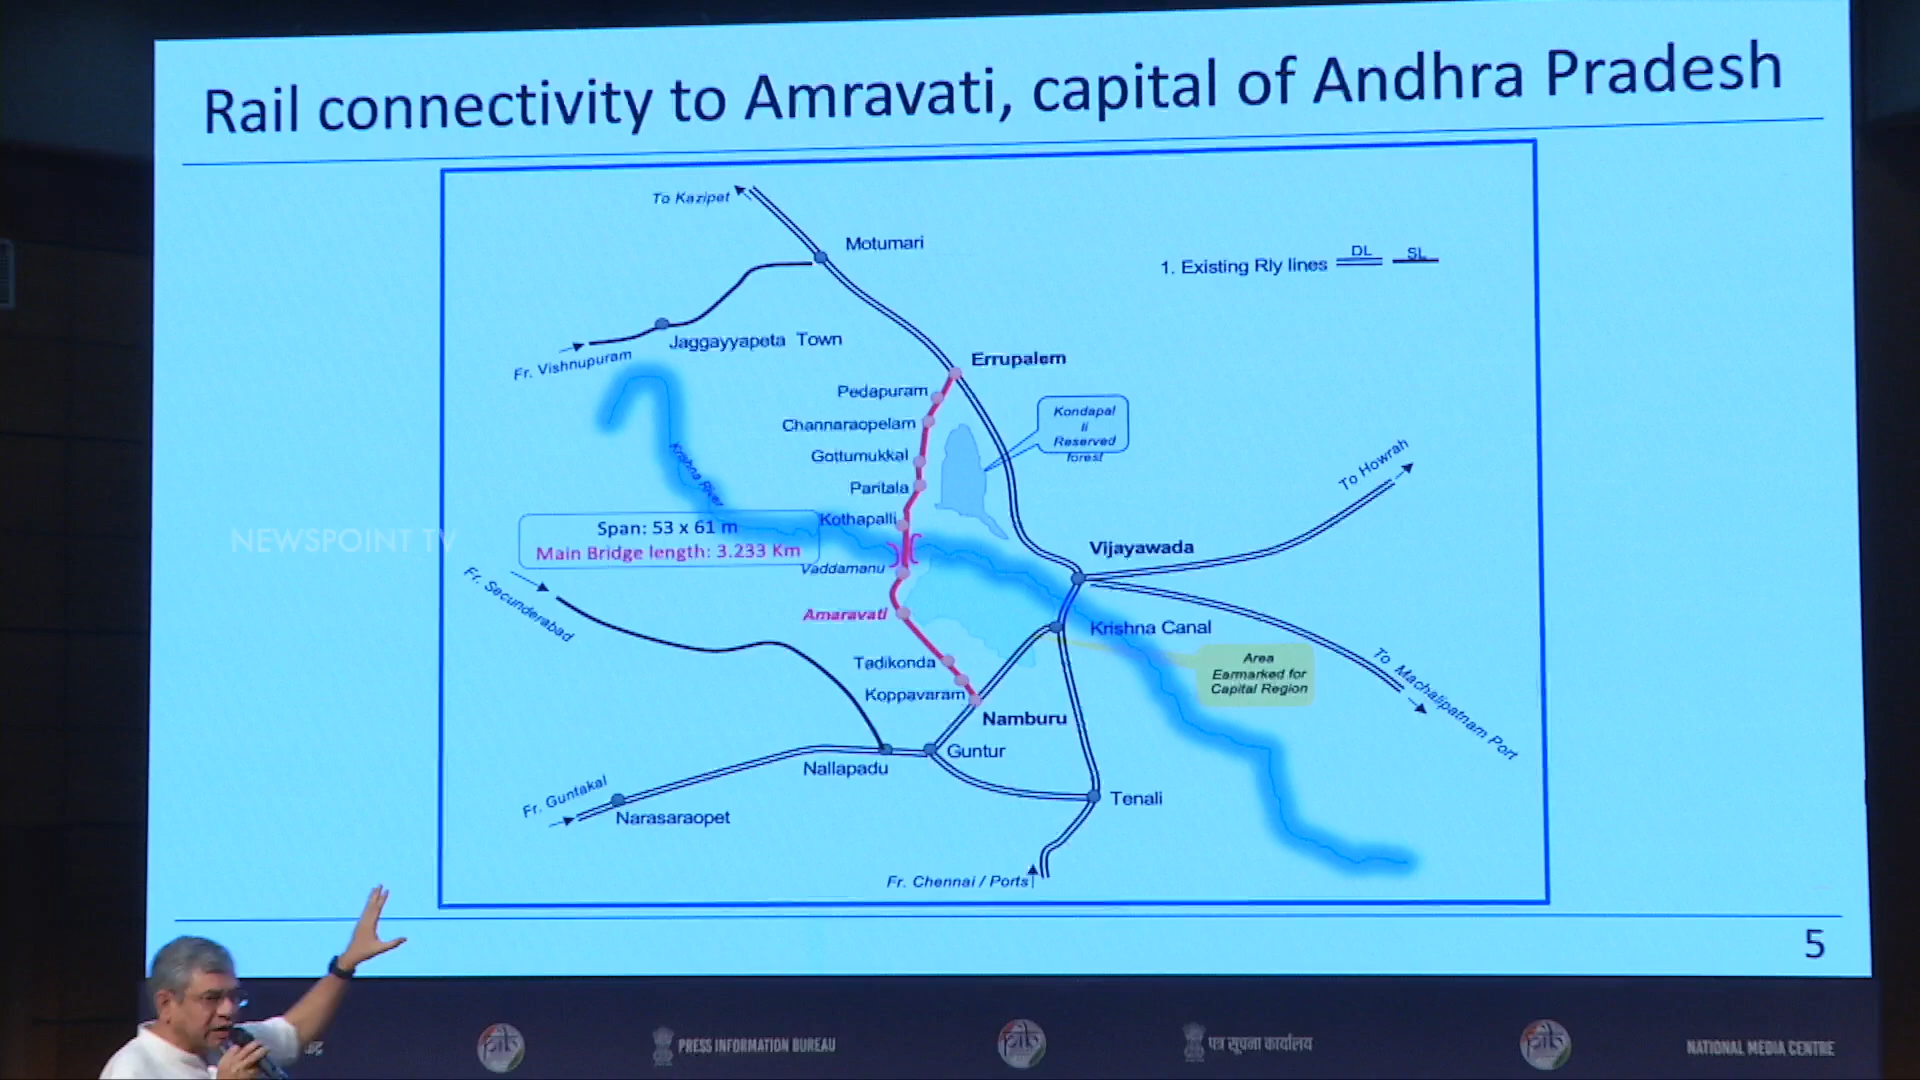 Rail connectivity to Amravati, capital of Andhra Pradesh
To Kazipet
Motumari
1. Existing Rly lines
DL
SL
Jaggayyapeta Town
Fr. Vishnupuram
Errupalem
Pedapuram
Channaraopelam
Gottumukkal
Paritala
Kothapalli
Kondapal
li
Reserved
forest
Krishna River
To Howrah
NEWSPOINT TV
Span: 53 x 61 m
Main Bridge length: 3.233 Km
Vaddamanu
Vijayawada
Fr. Secunderabad
Amaravati
Krishna Canal
Tadikonda
Koppavaram
Area
Earmarked for
Capital Region
To Machalipatnam Port
Namburu
Guntur
Nallapadu
Fr. Guntakal
Narasaraopet
Tenali
Fr. Chennai / Ports
5
PRESS INFORMATION BUREAU
पत्र सूचना कार्यालय
NATIONAL MEDIA CENTRE